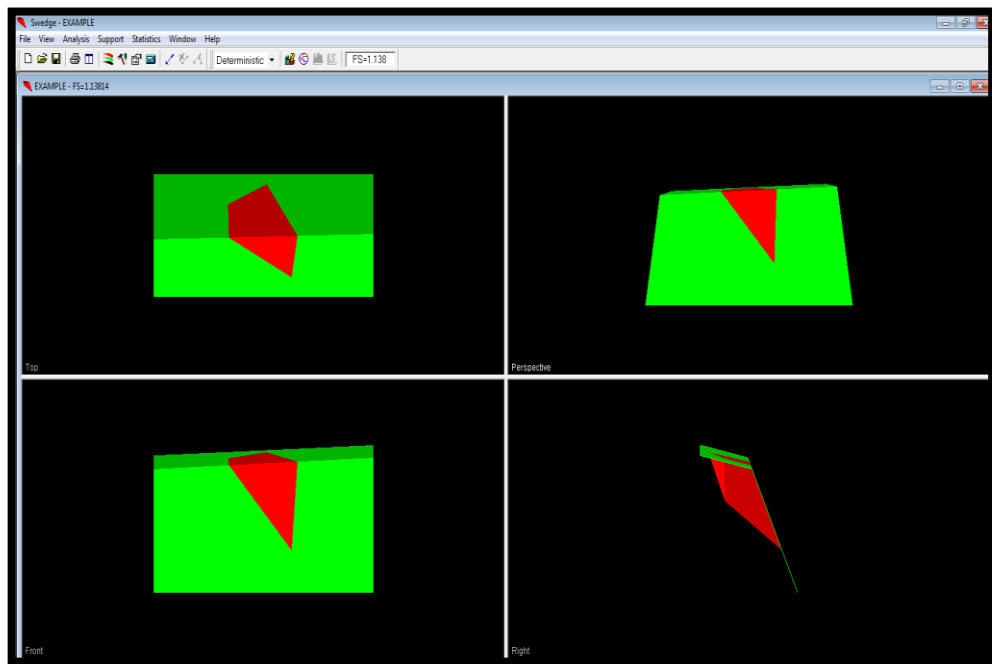 Swedge - EXAMPLE
File View Analysis Support Statistics Window Help
Deterministic FS=1.138
EXAMPLE - FS=1.13814
Top
Perspective
Front
Right